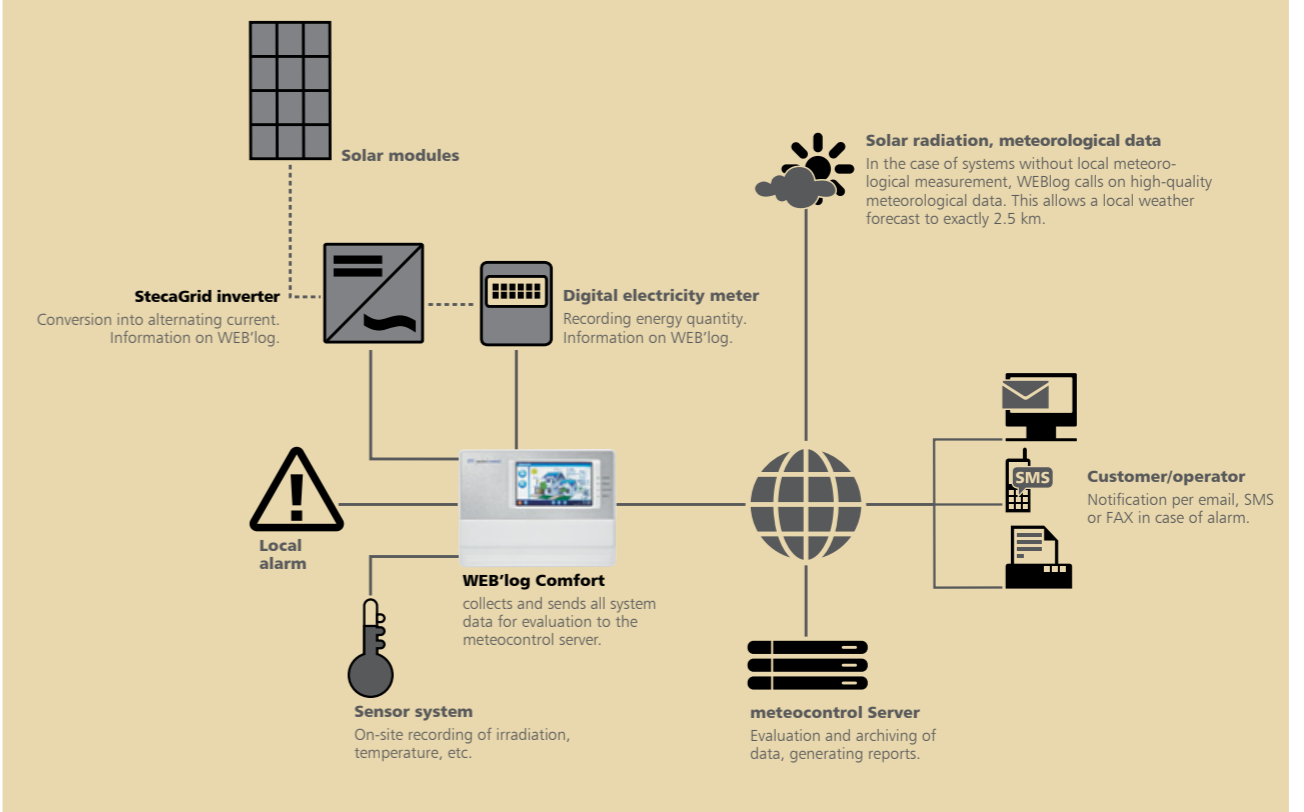 Solar modules
Solar radiation, meteorological data
In the case of systems without local meteoro-
logical measurement, WEBlog calls on high-quality
meteorological data. This allows a local weather
forecast to exactly 2.5 km.
StecaGrid inverter
Conversion into alternating current.
Information on WEB'log.
Digital electricity meter
Recording energy quantity.
Information on WEB'log.
SMS
Customer/operator
Notification per email, SMS
or FAX in case of alarm.
Local
alarm
WEB'log Comfort
collects and sends all system
data for evaluation to the
meteocontrol server.
Sensor system
On-site recording of irradiation,
temperature, etc.
meteocontrol Server
Evaluation and archiving of
data, generating reports.